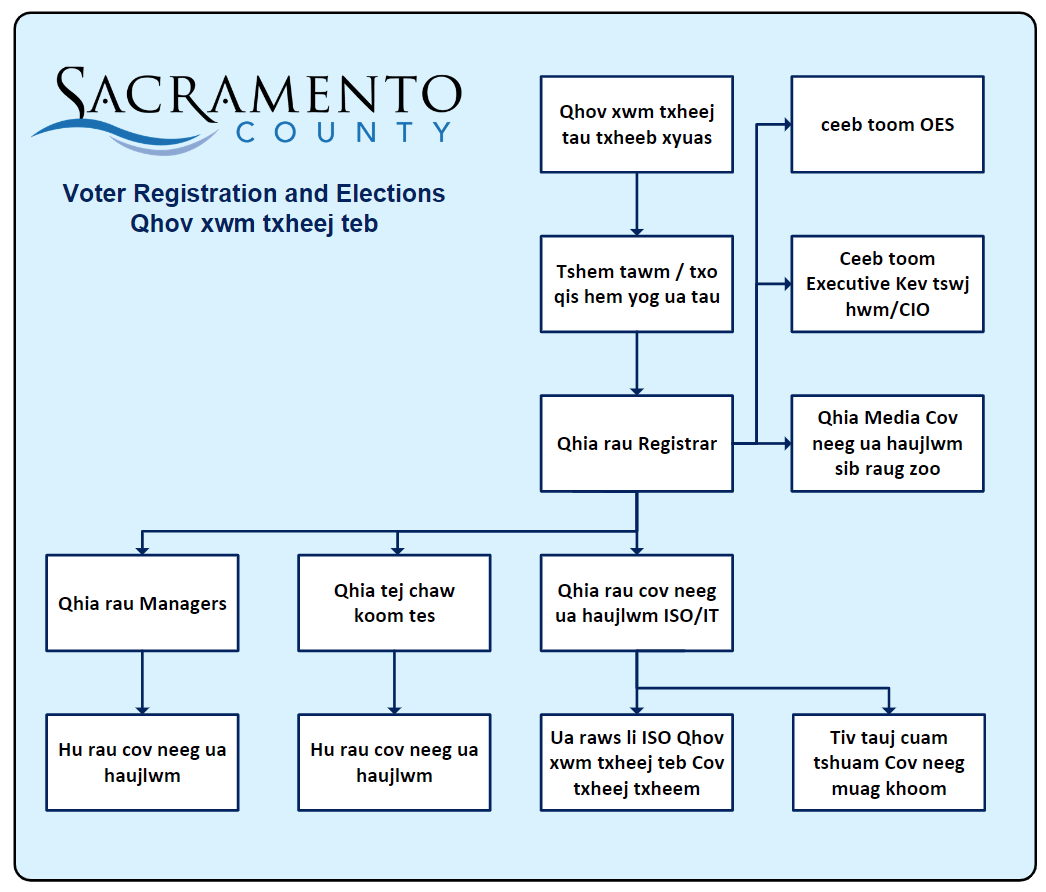 SACRAMENTO
COUNTY
Voter Registration and Elections
Qhov xwm txheej teb
Qhov xwm txheej
tau txheeb xyuas
ceeb toom OES
Tshem tawm / txo
qis hem yog ua tau
Ceeb toom
Executive Kev tswj
hwm/CIO
Qhia rau Registrar
Qhia Media Cov
neeg ua haujlwm
sib raug zoo
Qhia rau Managers
Qhia tej chaw
koom tes
Qhia rau cov neeg
ua haujlwm ISO/IT
Hu rau cov neeg ua
haujlwm
Hu rau cov neeg ua
haujlwm
Ua raws li ISO Qhov
xwm txheej teb Cov
txheej txheem
Tiv tauj cuam
tshuam Cov neeg
muag khoom